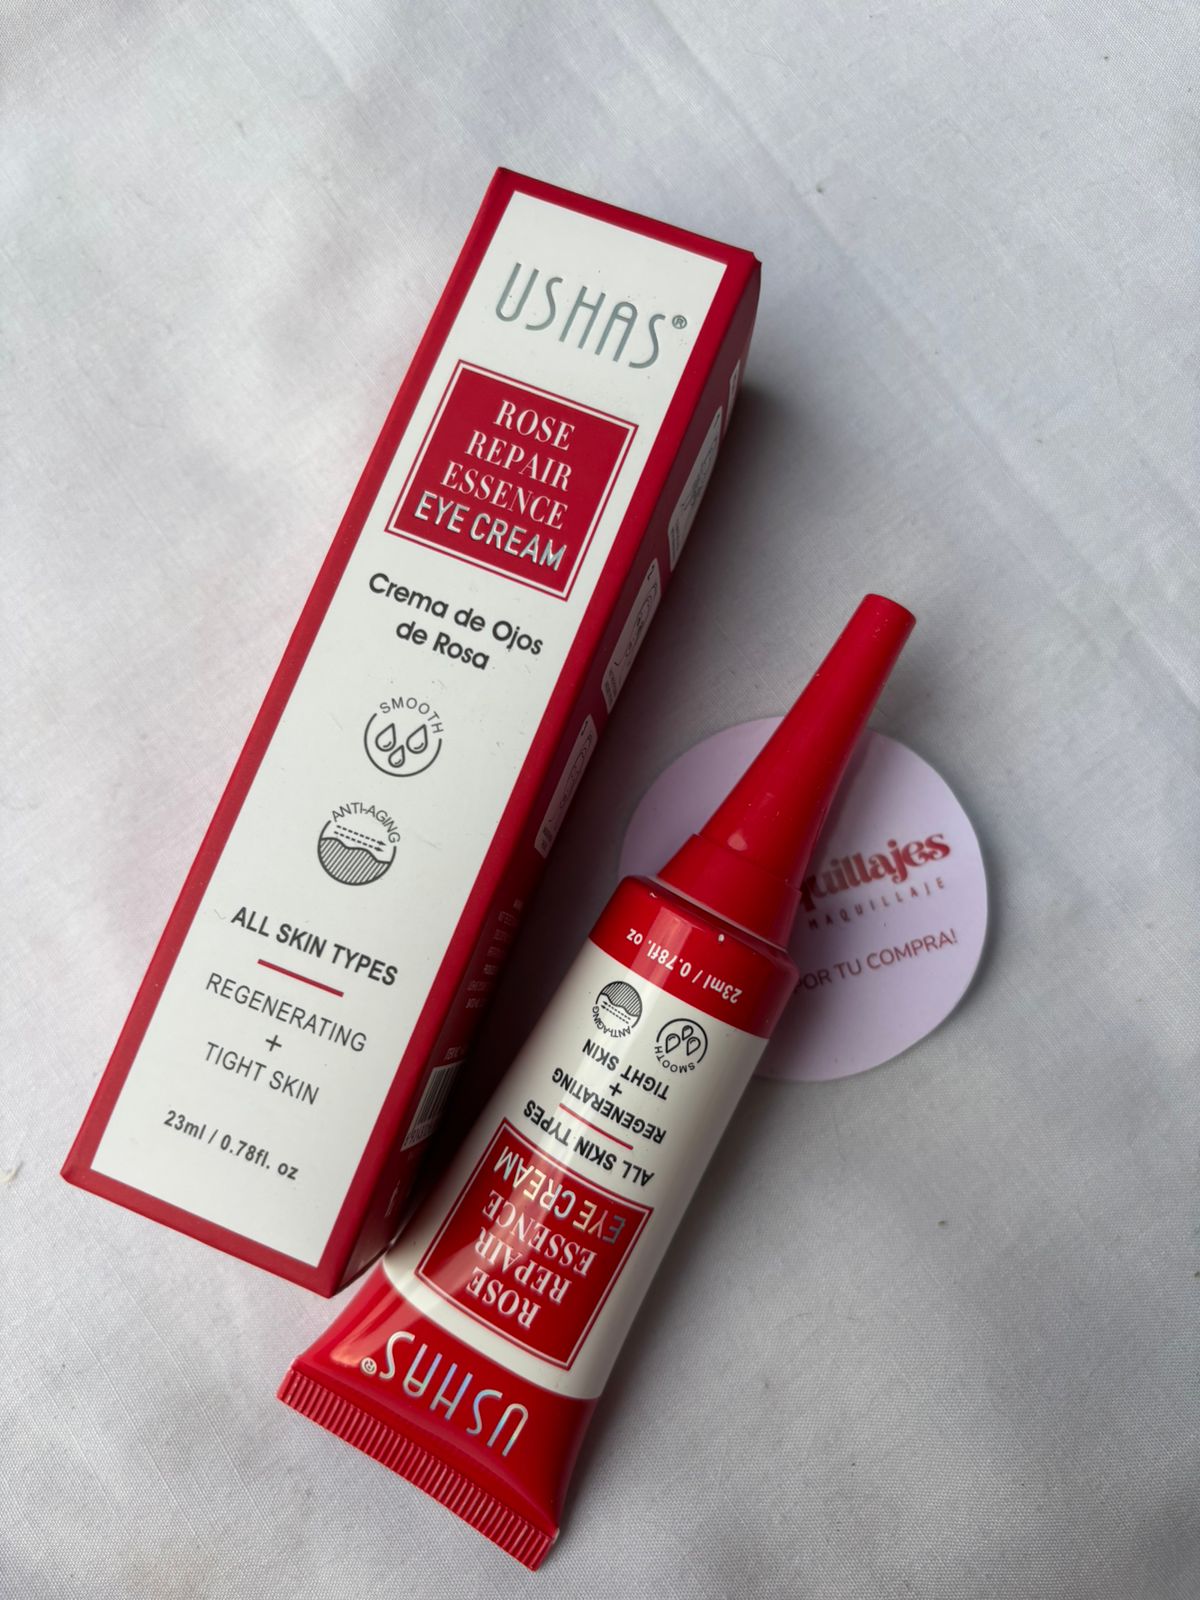 USHAS®
ROSE
REPAIR
ESSENCE
EYE CREAM
Crema de Ojos
de Rosa
SMOOTH
ANTI-AGING
ALL SKIN TYPES
REGENERATING
+
TIGHT SKIN
23ml / 0.78fl. oz
USHAS®
ROSE
REPAIR
ESSENCE
EYE CREAM
ALL SKIN TYPES
REGENERATING
+
TIGHT SKIN
SMOOTH
ANTI-AGING
23ml / 0.78fl. oz
MAQUILLAJE
POR TU COMPRA!